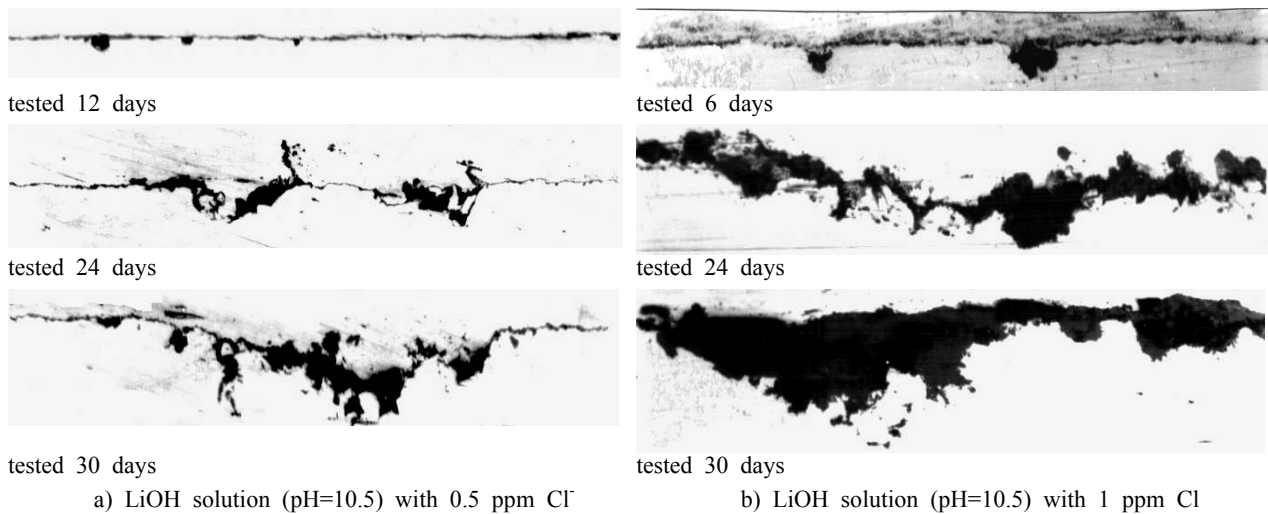 tested 12 days
tested 24 days
tested 30 days
a) LiOH solution (pH=10.5) with 0.5 ppm Cl⁻
tested 6 days
tested 24 days
tested 30 days
b) LiOH solution (pH=10.5) with 1 ppm Cl